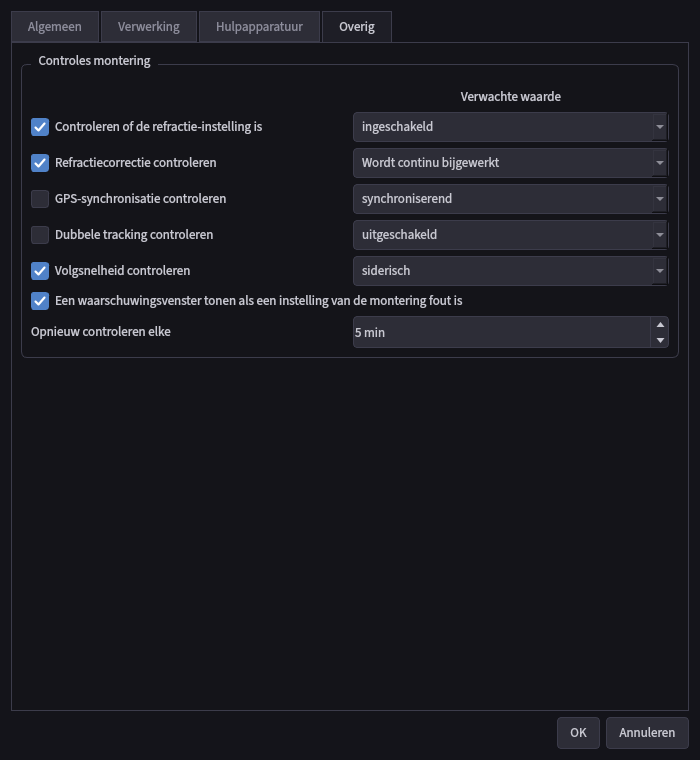 Algemeen Verwerking Hulpapparatuur Overig
Controles montering
Verwachte waarde
Controleren of de refractie-instelling is ingeschakeld
Refractiecorrectie controleren Wordt continu bijgewerkt
GPS-synchronisatie controleren synchroniserend
Dubbele tracking controleren uitgeschakeld
Volgsnelheid controleren siderisch
Een waarschuwingsvenster tonen als een instelling van de montering fout is
Opnieuw controleren elke 5 min
OK Annuleren